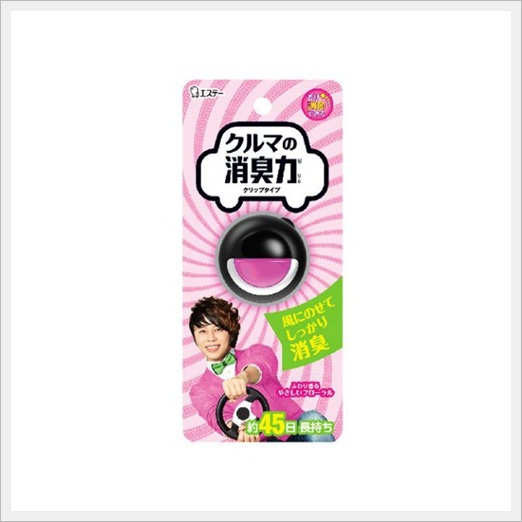 エステー
クルマの
消臭力
クリップタイプ
風にのせて
しっかり
消臭
ふわり香る
やさしいフローラル
約45日長持ち